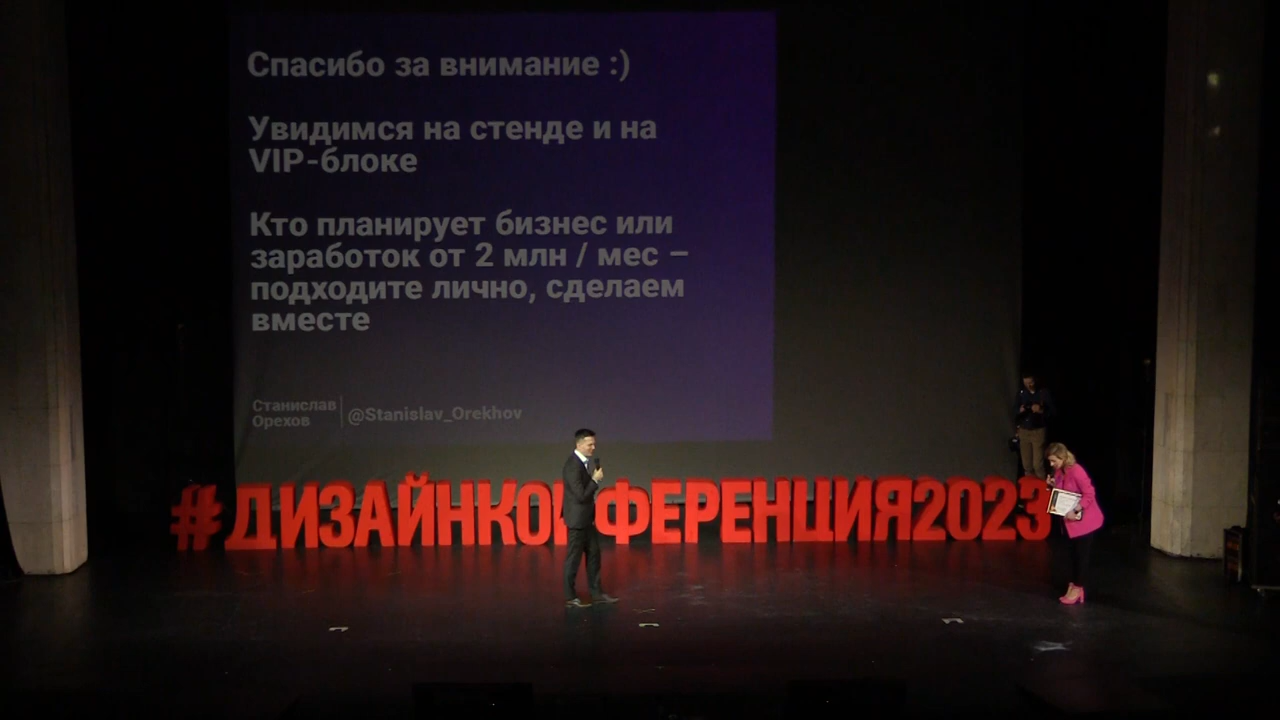 Спасибо за внимание :)
Увидимся на стенде и на
VIP-блоке
Кто планирует бизнес или
заработок от 2 млн / мес –
подходите лично, сделаем
вместе
Станислав
Орехов
@Stanislav_Orekhov
#ДИЗАЙНКОНФЕРЕНЦИЯ2023